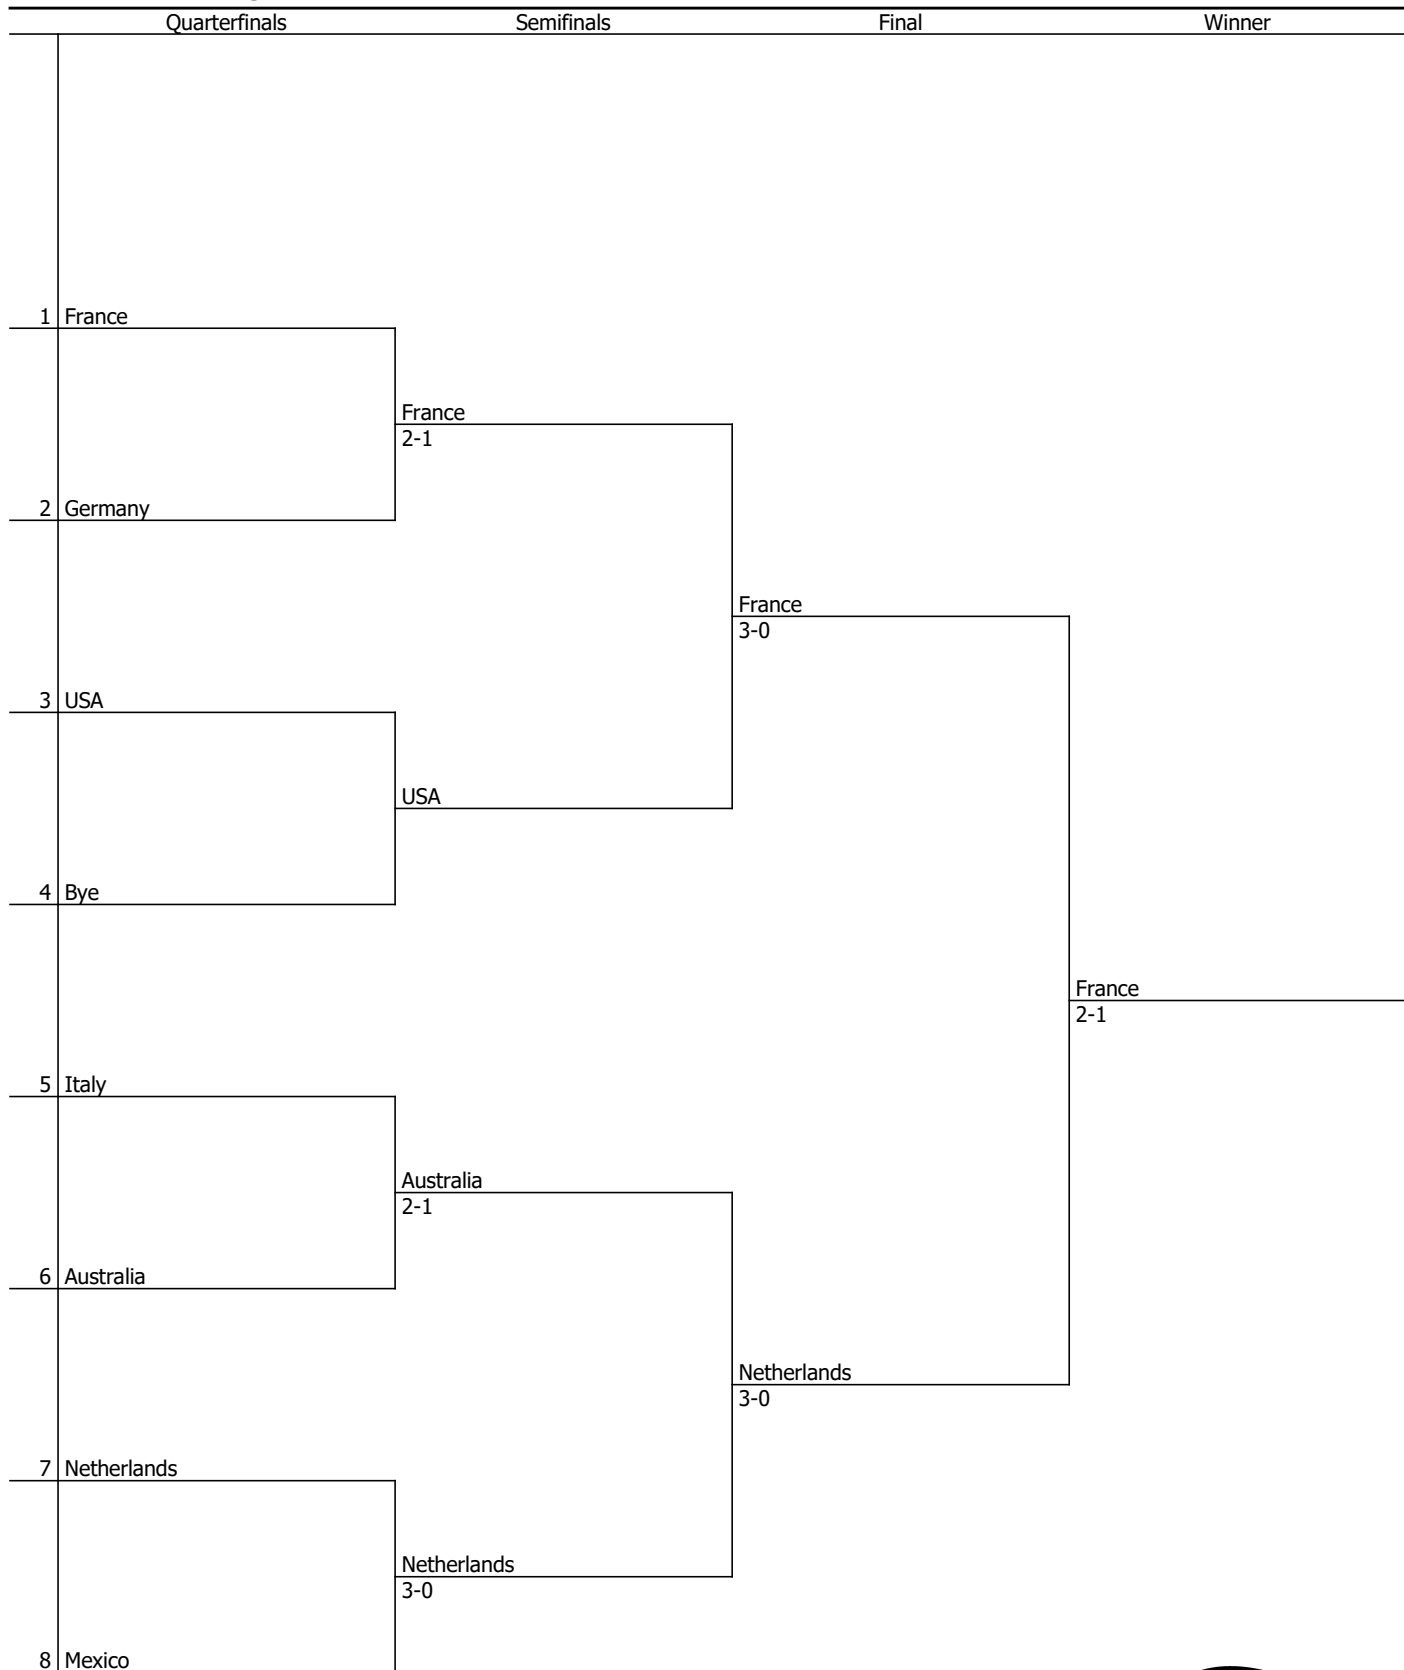 Quarterfinals Semifinals Final Winner
1 France
France
2-1
2 Germany
France
3-0
3 USA
USA
4 Bye
France
2-1
5 Italy
Australia
2-1
6 Australia
Netherlands
3-0
7 Netherlands
Netherlands
3-0
8 Mexico